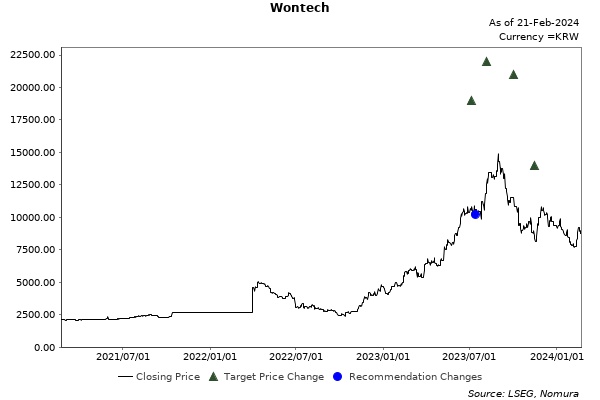 Wontech
As of 21-Feb-2024
Currency =KRW
22500.00
20000.00
17500.00
15000.00
12500.00
10000.00
7500.00
5000.00
2500.00
0.00
2021/07/01 2022/01/01 2022/07/01 2023/01/01 2023/07/01 2024/01/01
Closing Price Target Price Change Recommendation Changes
Source: LSEG, Nomura